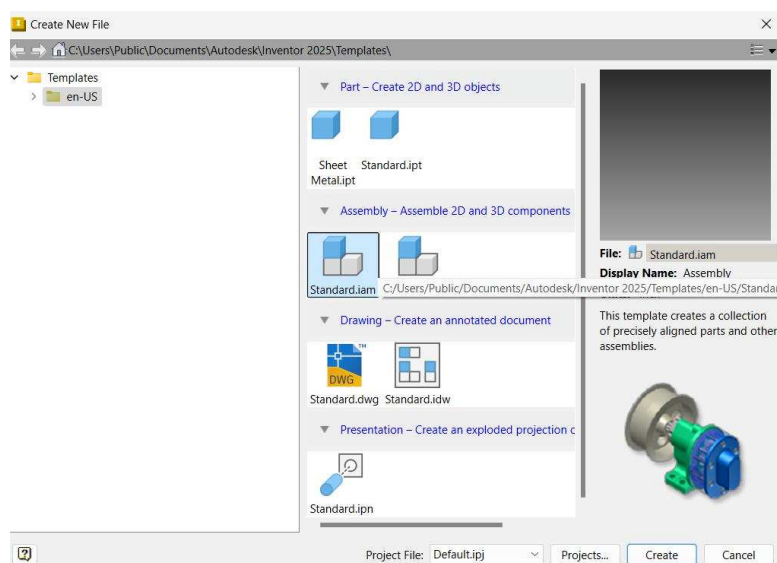 Create New File
C:\Users\Public\Documents\Autodesk\Inventor 2025\Templates\
Templates
en-US
Part – Create 2D and 3D objects
Sheet Metal.ipt
Standard.ipt
Assembly – Assemble 2D and 3D components
Standard.iam
C:/Users/Public/Documents/Autodesk/Inventor 2025/Templates/en-US/Standa
Drawing – Create an annotated document
DWG
Standard.dwg
Standard.idw
Presentation – Create an exploded projection
Standard.ipn
File: Standard.iam
Display Name: Assembly
This template creates a collection
of precisely aligned parts and other
assemblies.
Project File: Default.ipj
Projects...
Create
Cancel